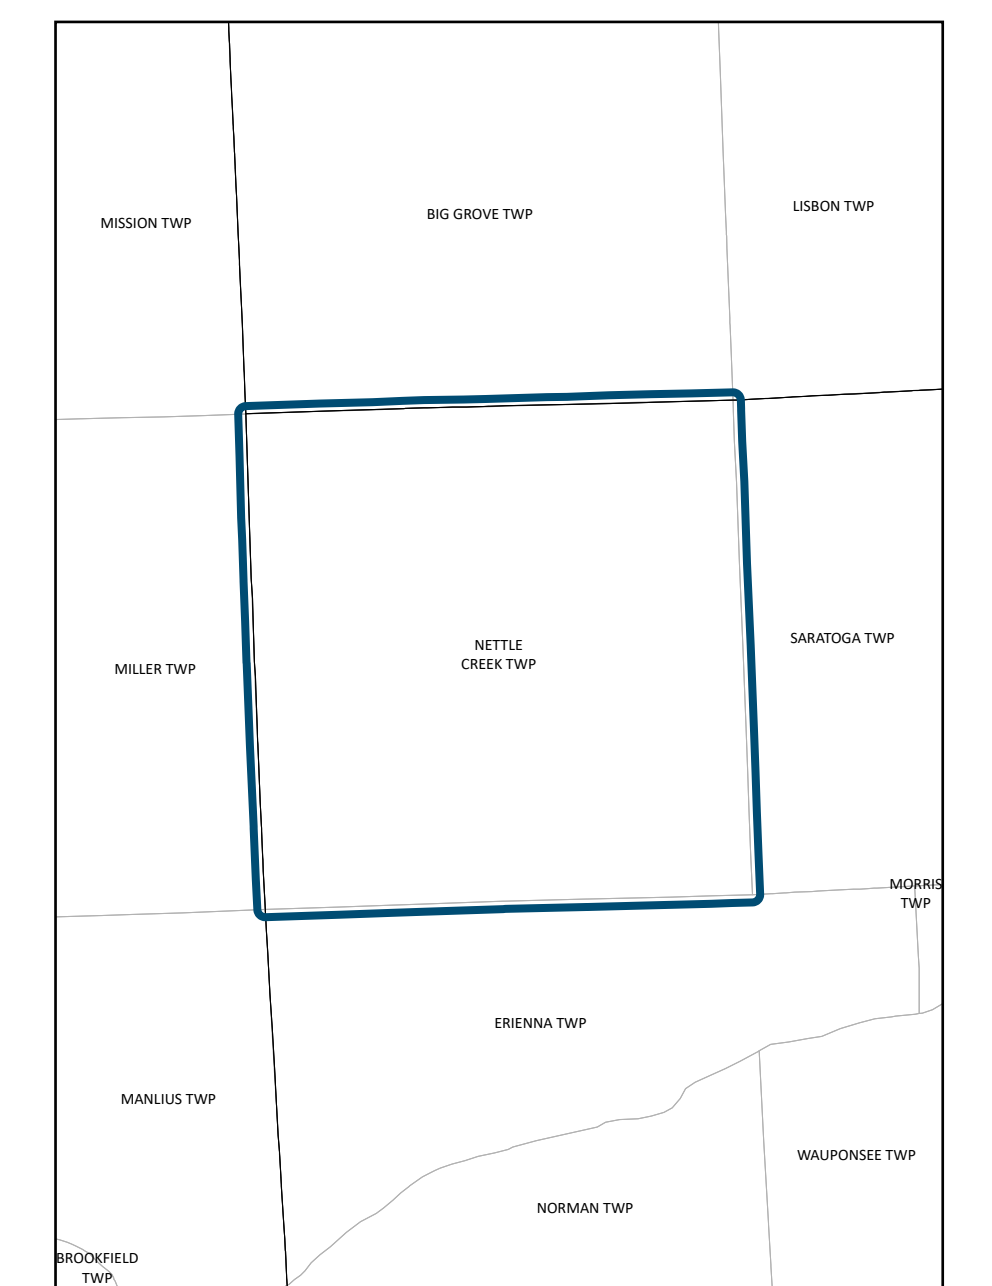 LISBON TWP
BIG GROVE TWP
MISSION TWP
SARATOGA TWP
NETTLE
CREEK TWP
MILLER TWP
MORRIS
TWP
ERIENNA TWP
MANLIUS TWP
WAUPONSEE TWP
NORMAN TWP
BROOKFIELD
TWP